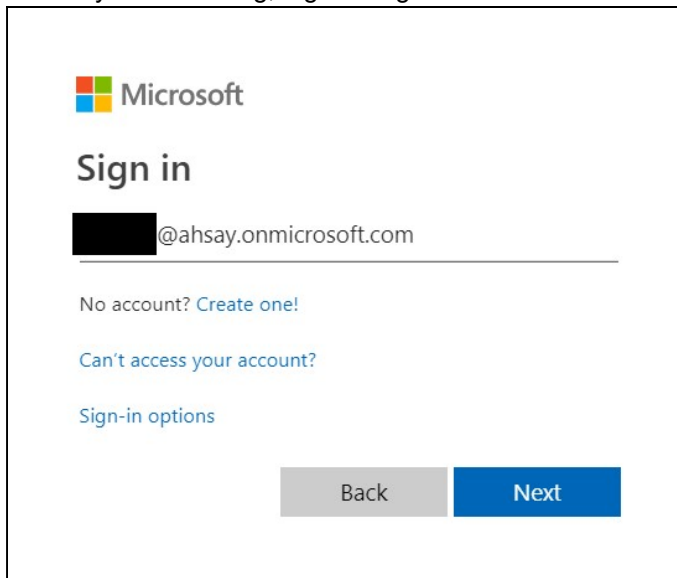 Microsoft
Sign in
@ahsay.onmicrosoft.com
No account? Create one!
Can't access your account?
Sign-in options
Back Next